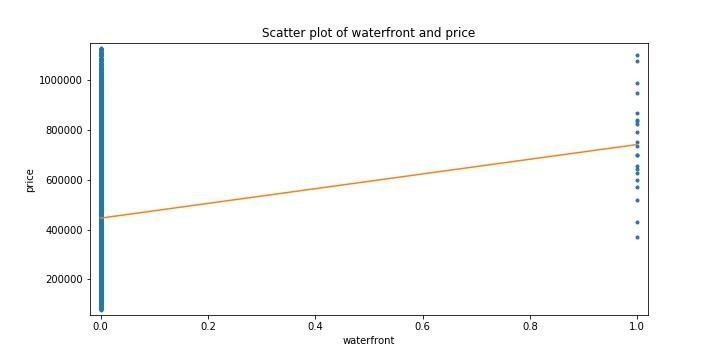 Scatter plot of waterfront and price
1000000
800000
600000
400000
200000
price
0.0 0.2 0.4 0.6 0.8 1.0
waterfront